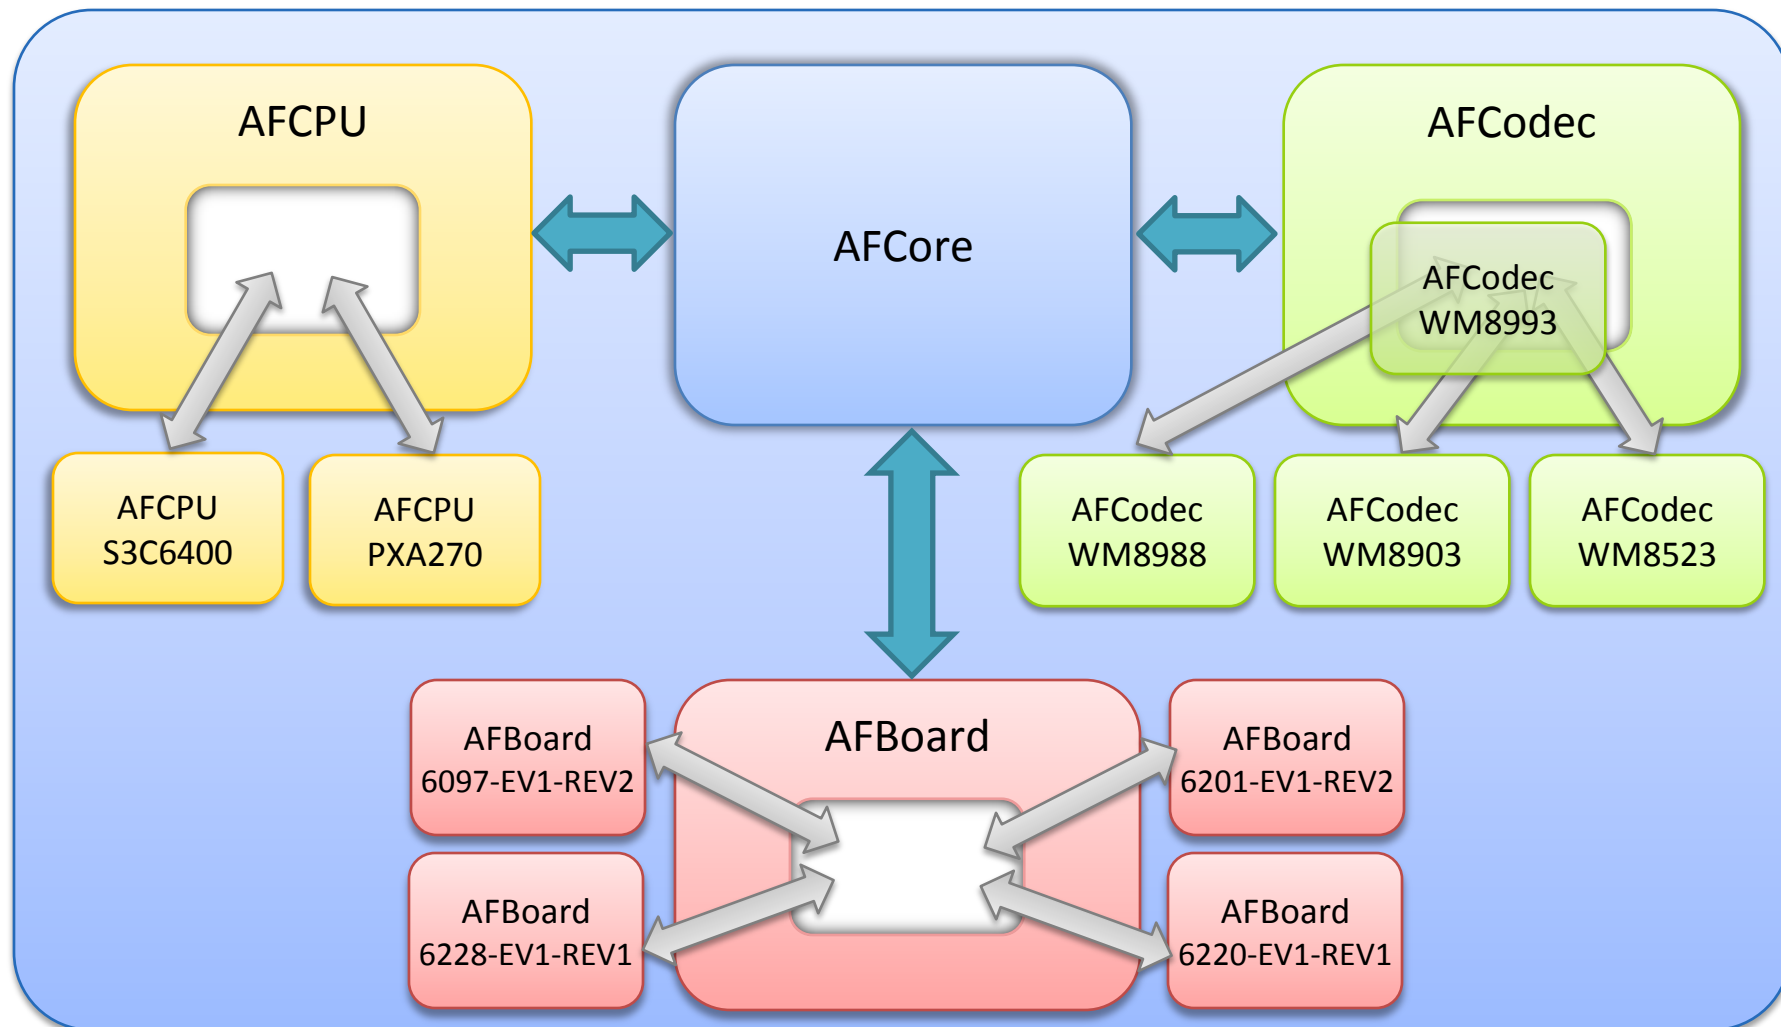 AFCPU
AFCore
AFCodec
AFCodec
WM8993
AFCPU
S3C6400
AFCPU
PXA270
AFCodec
WM8988
AFCodec
WM8903
AFCodec
WM8523
AFBoard
6097-EV1-REV2
AFBoard
AFBoard
6201-EV1-REV2
AFBoard
6228-EV1-REV1
AFBoard
6220-EV1-REV1